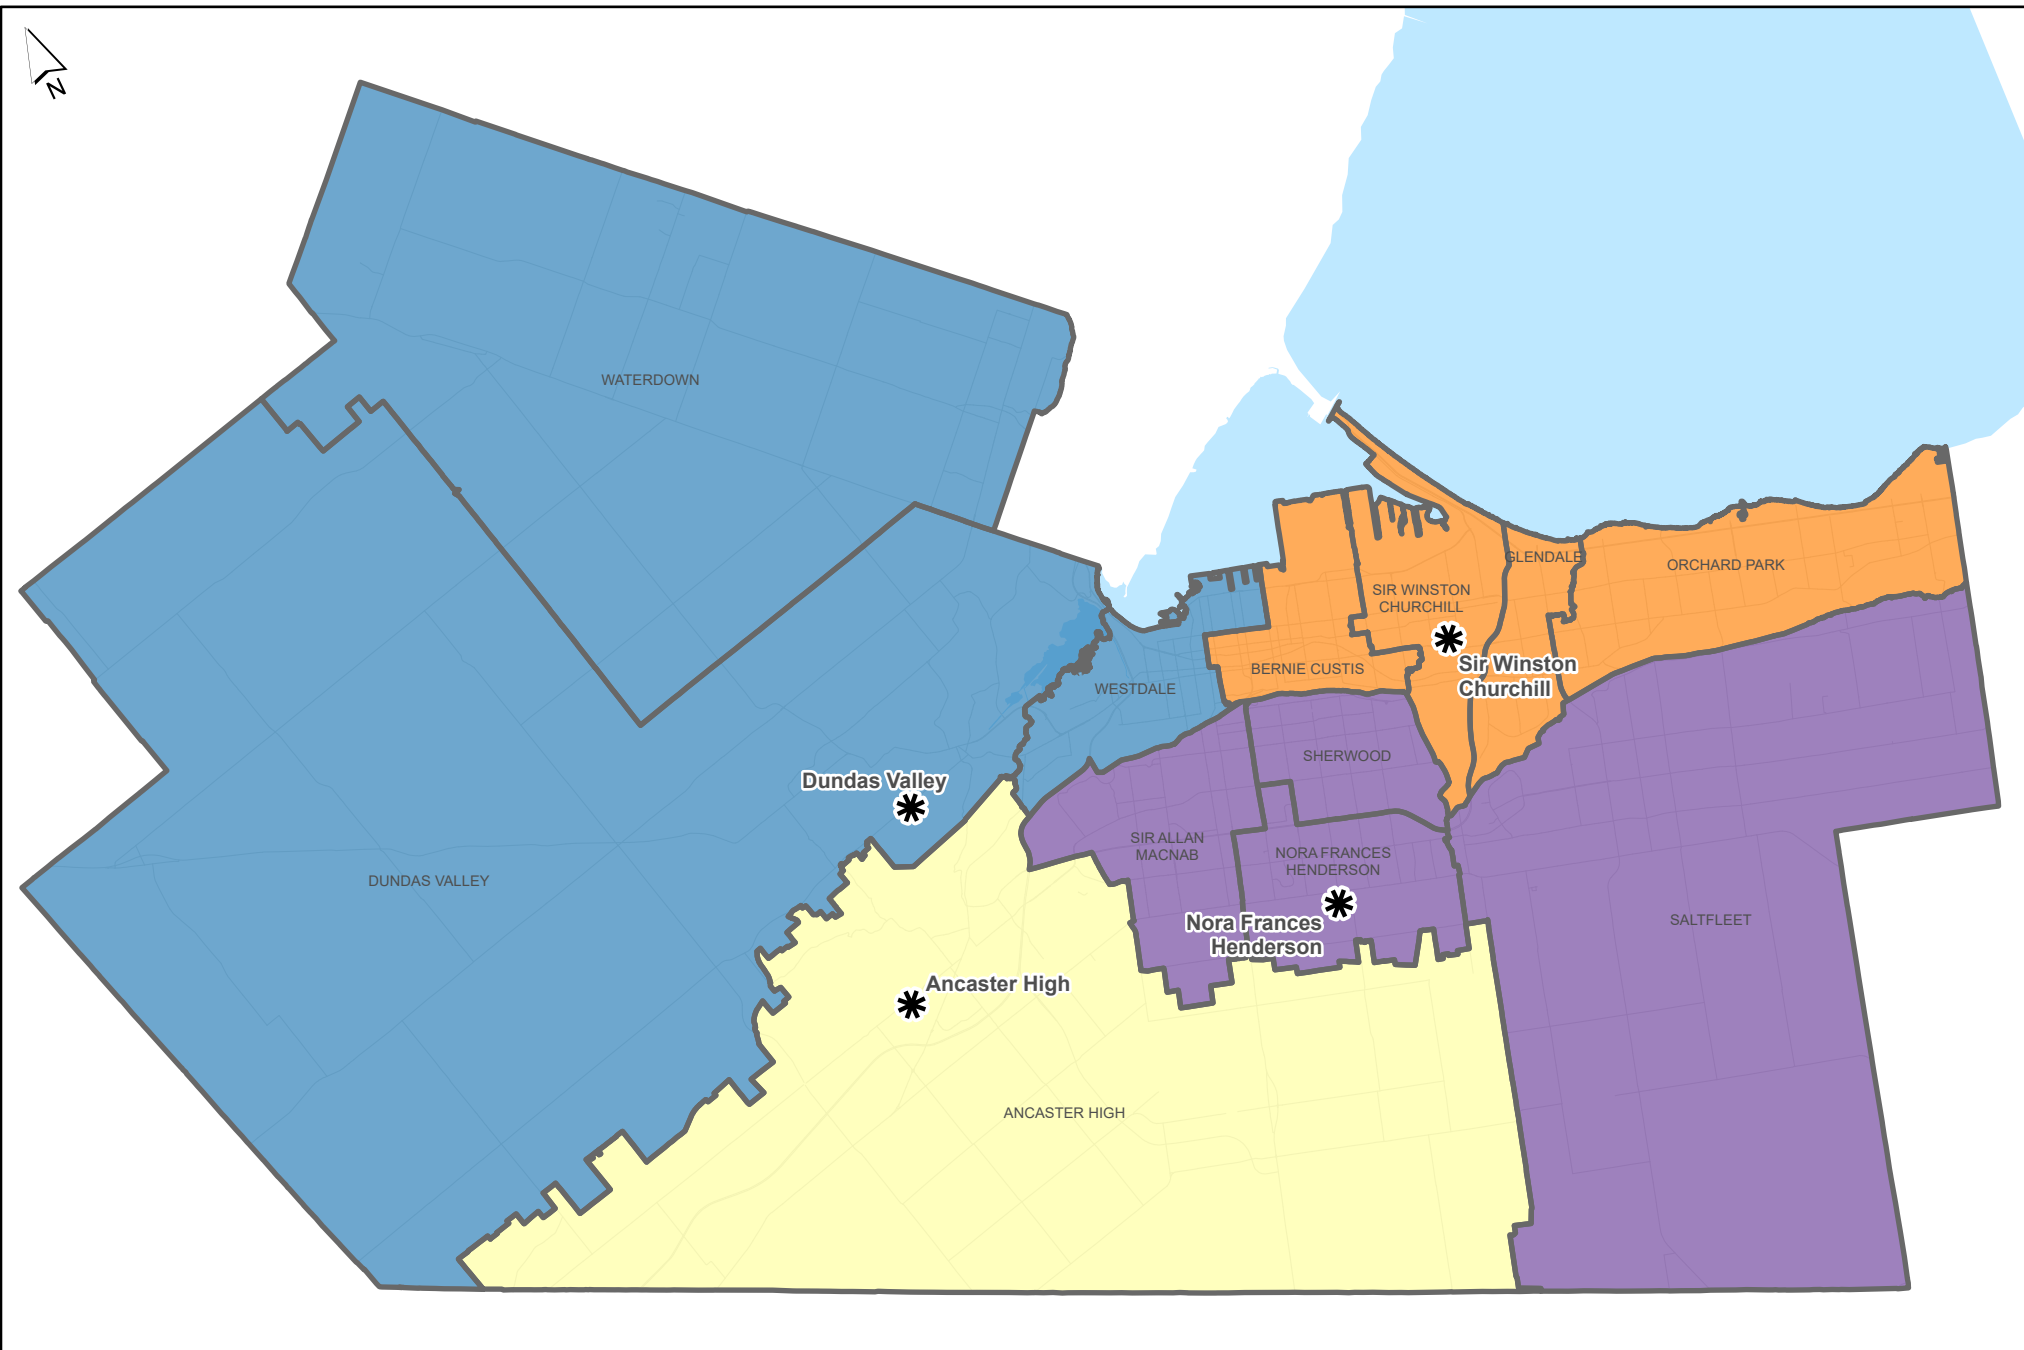 N
WATERDOWN
GLENDALE
ORCHARD PARK
SIR WINSTON
CHURCHILL
Sir Winston
Churchill
BERNIE CUSTIS
WESTDALE
SHERWOOD
Dundas Valley
SIR ALLAN
MACNAB
NORA FRANCES
HENDERSON
DUNDAS VALLEY
Nora Frances
Henderson
SALTFLEET
Ancaster High
ANCASTER HIGH